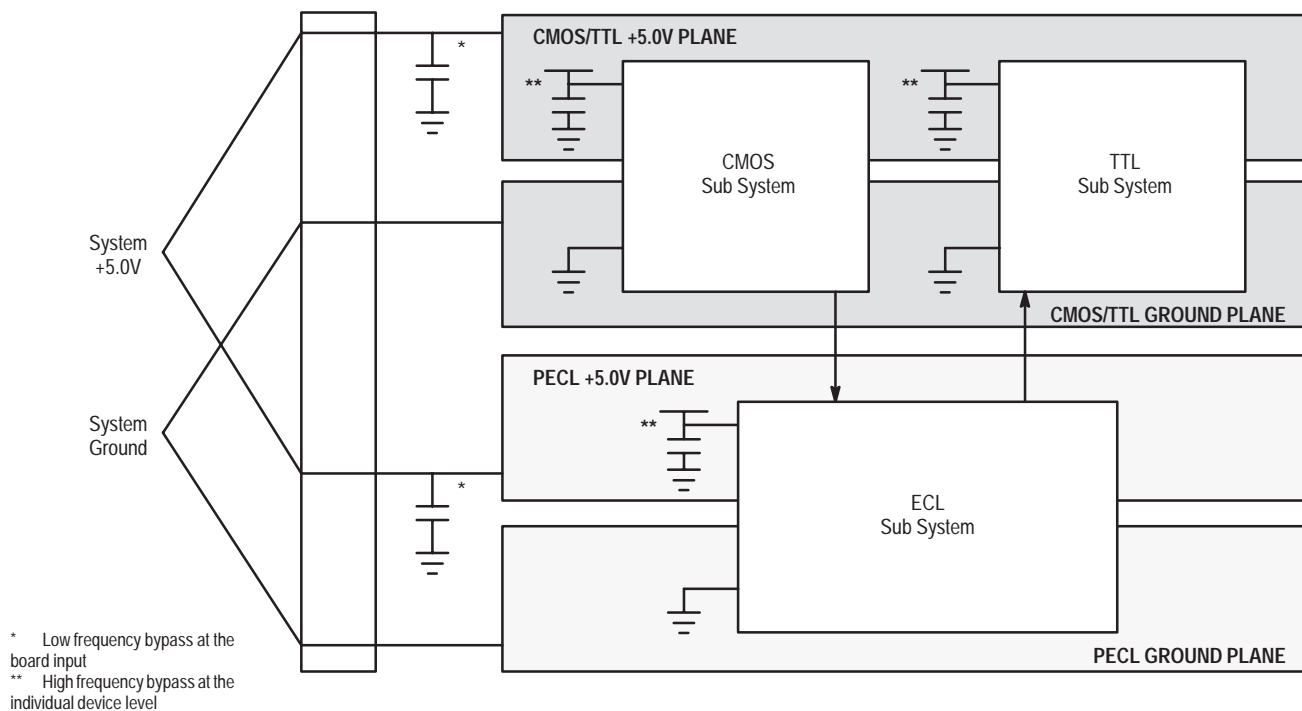 *
CMOS/TTL +5.0V PLANE
**
**
CMOS
Sub System
TTL
Sub System
System
+5.0V
CMOS/TTL GROUND PLANE
PECL +5.0V PLANE
**
System
Ground
*
ECL
Sub System
PECL GROUND PLANE
* Low frequency bypass at the
board input
** High frequency bypass at the
individual device level